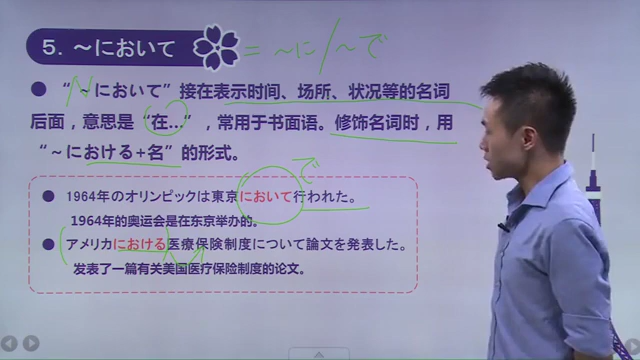 5. ～において = ～に/～で
● “N～において”接在表示时间、场所、状况等的名词
后面，意思是“在…”，常用于书面语。修饰名词时，用
“～における+名”的形式。
● 1964年のオリンピックは東京において行われた。
で
1964年的奥运会是在东京举办的。
● アメリカにおける医療保険制度について論文を発表した。
发表了一篇有关美国医疗保险制度的论文。